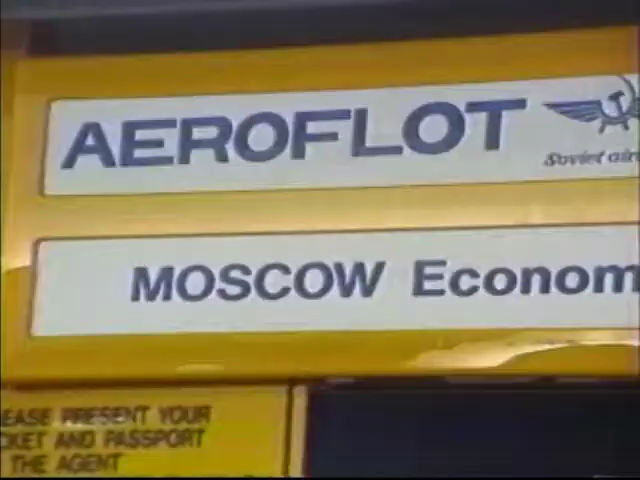 AEROFLOT
Soviet air
MOSCOW Econom
EASE PRESENT YOUR
CKET AND PASSPORT
THE AGENT